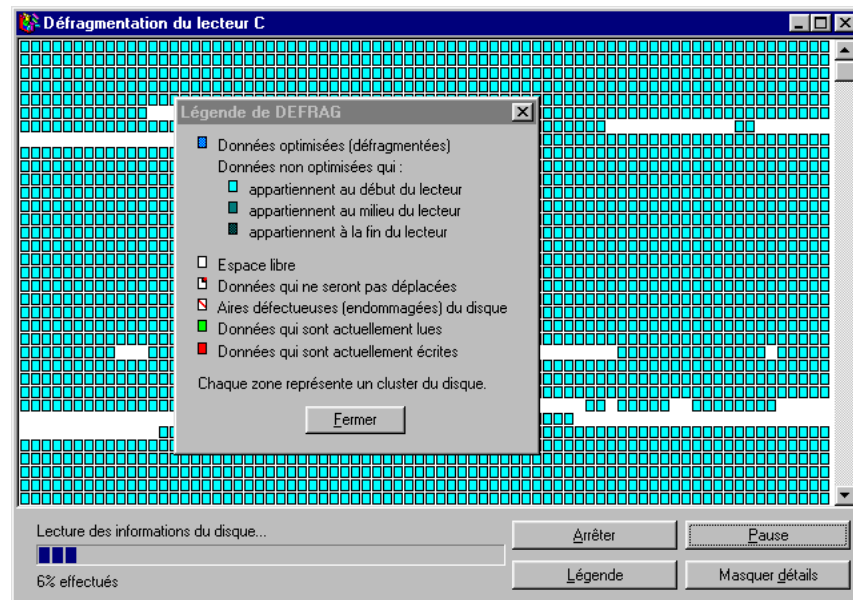 Défragmentation du lecteur C
Légende de DEFRAG
Données optimisées (défragmentées)
Données non optimisées qui :
appartiennent au début du lecteur
appartiennent au milieu du lecteur
appartiennent à la fin du lecteur
Espace libre
Données qui ne seront pas déplacées
Aires défectueuses (endommagées) du disque
Données qui sont actuellement lues
Données qui sont actuellement écrites
Chaque zone représente un cluster du disque.
Fermer
Lecture des informations du disque...
6% effectués
Arrêter
Pause
Légende
Masquer détails